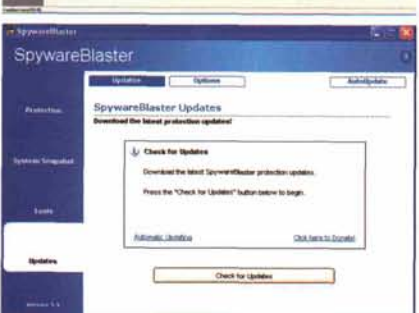 SpywareBlaster
SpywareBlaster
Updates
Options
AutoUpdate
Protection
SpywareBlaster Updates
Download the latest protection updates!
System Snapshot
Check for Updates
Download the latest SpywareBlaster protection updates.
Press the "Check for Updates" button below to begin.
Tools
Automatic Updating
Click here to Donate!
Updates
Check for Updates